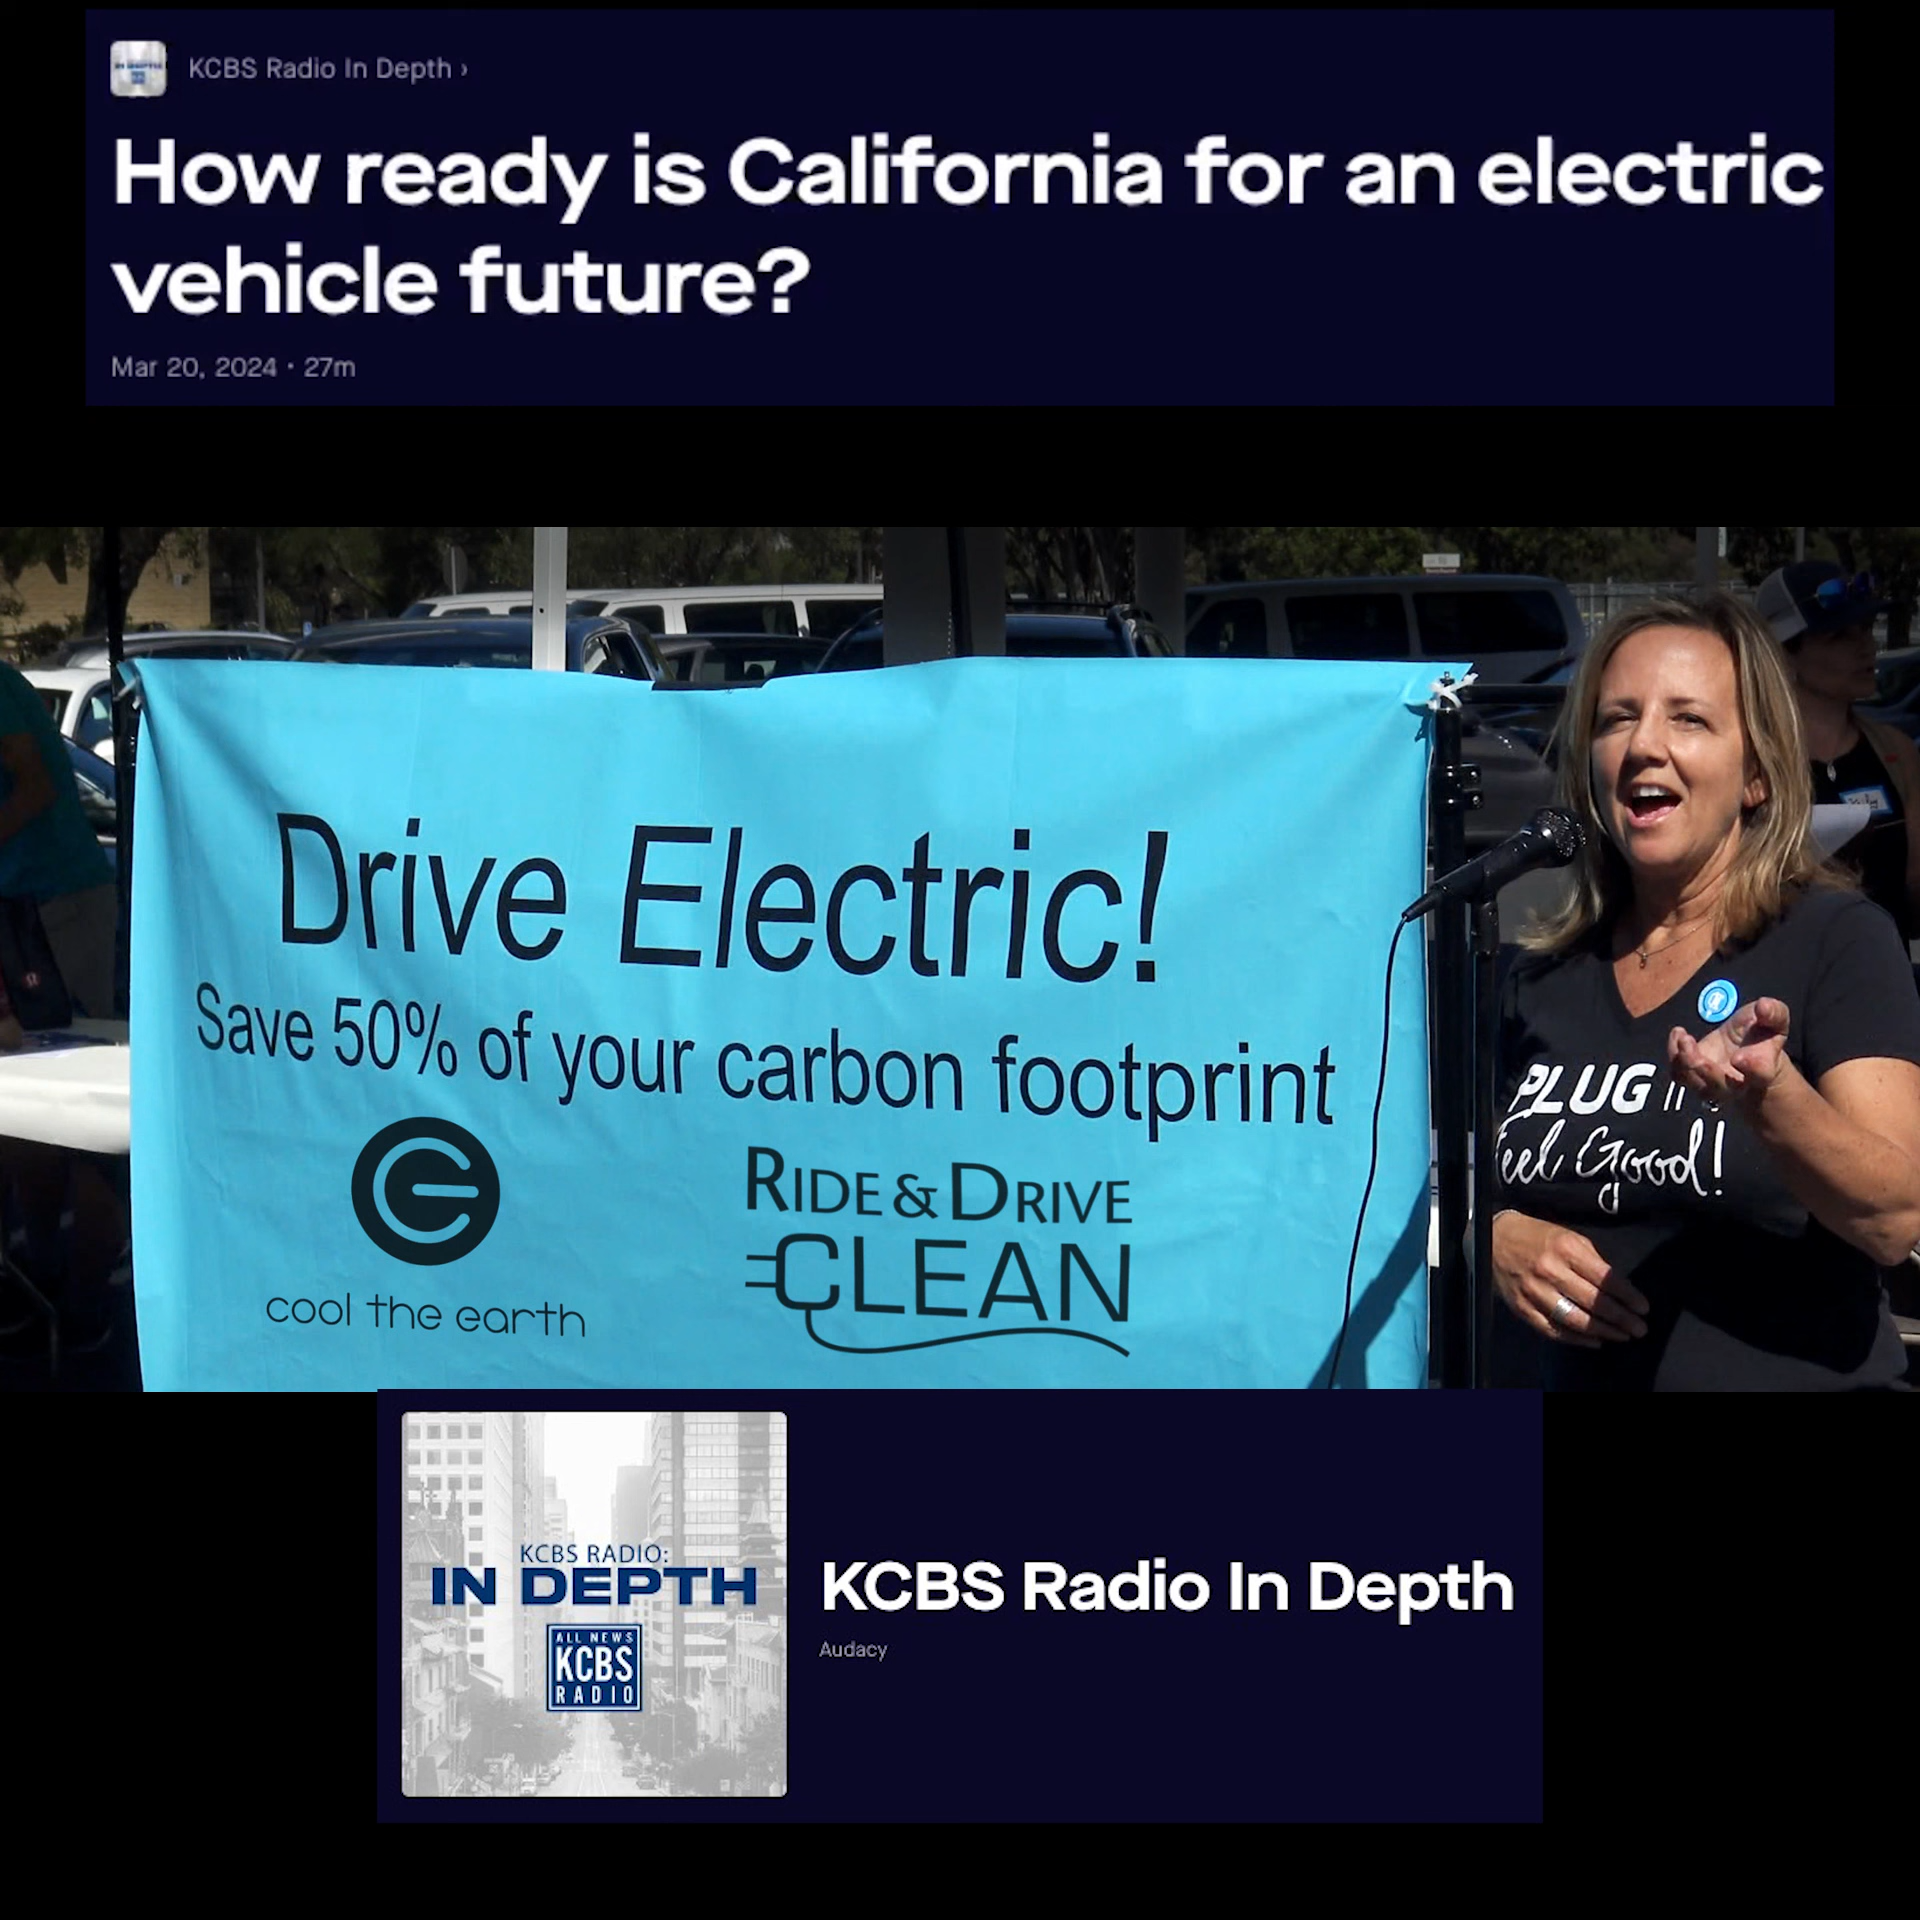 KCBS Radio In Depth ›
How ready is California for an electric
vehicle future?
Mar 20, 2024 • 27m
Drive Electric!
Save 50% of your carbon footprint
cool the earth
RIDE & DRIVE
CLEAN
PLUG
Feel Good!
KCBS RADIO:
IN DEPTH
ALL NEWS
KCBS
RADIO
KCBS Radio In Depth
Audacy